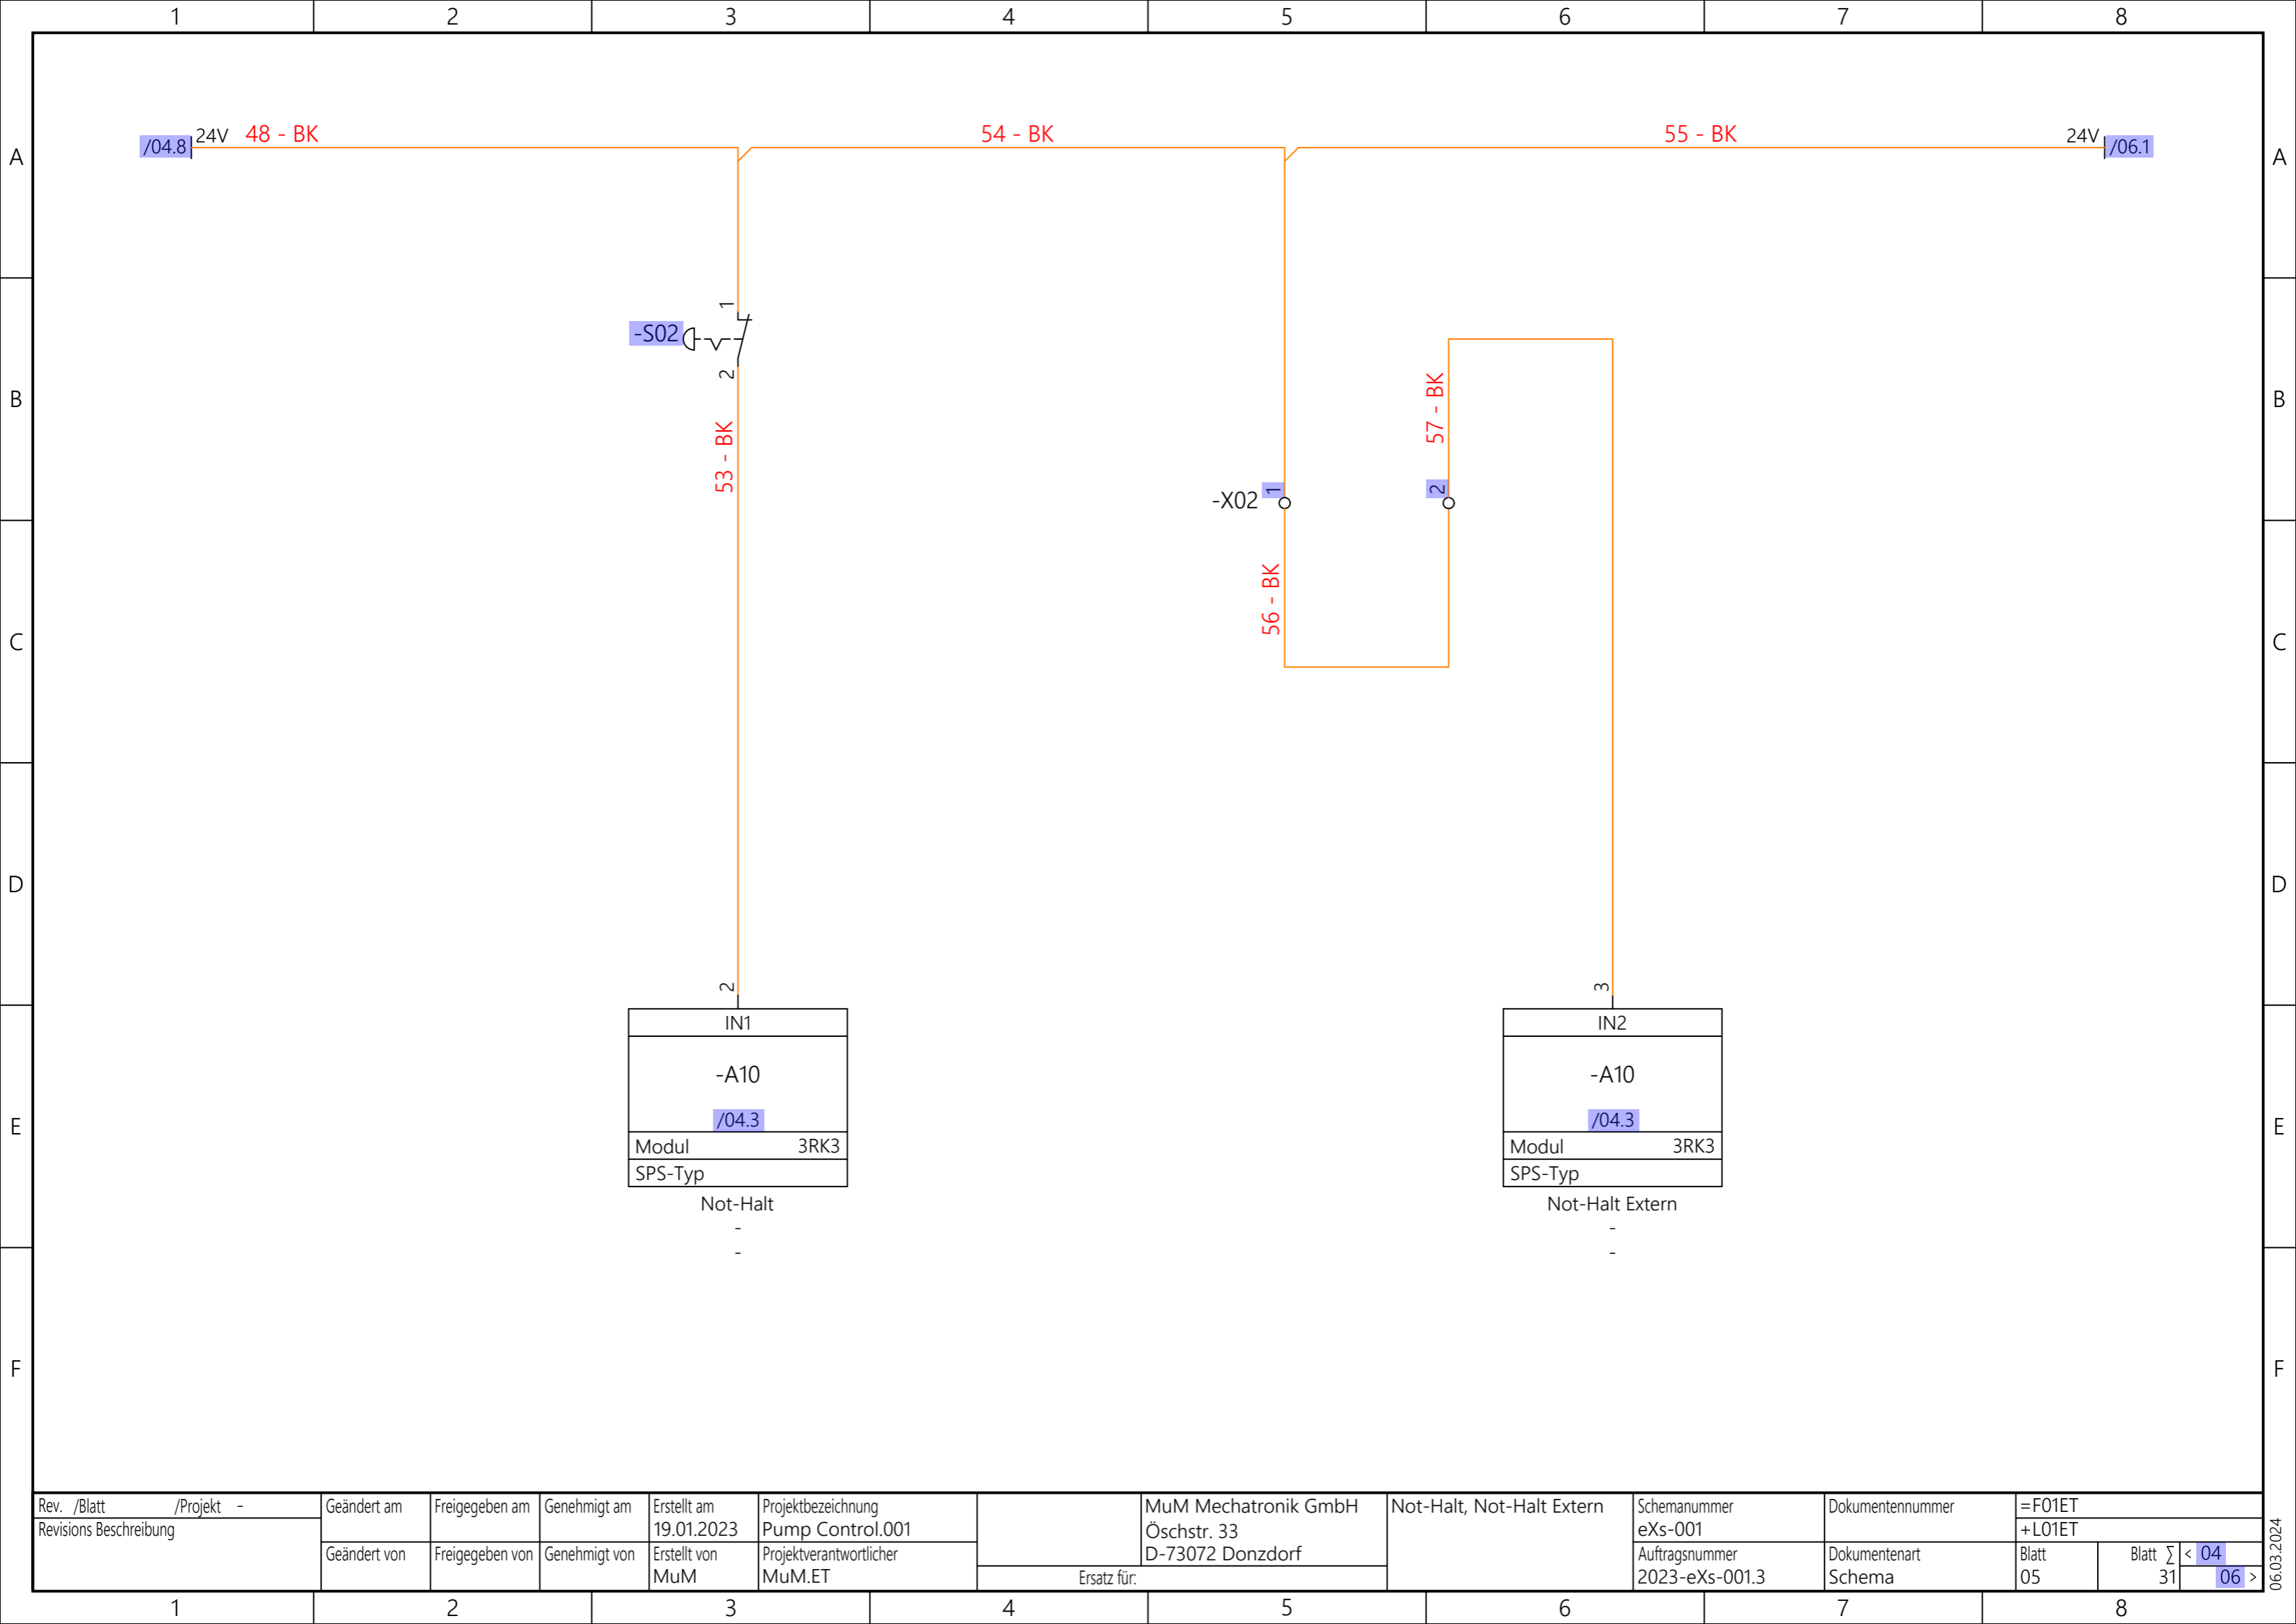 1 2 3 4 5 6 7 8
/04.8 24V 48 - BK 54 - BK 55 - BK 24V /06.1
A A
-S02 1 2
B B
53 - BK
57 - BK
-X02 1 2
56 - BK
C C
D D
2 3
IN1 IN2
-A10 -A10
/04.3 /04.3
E E
Modul 3RK3 Modul 3RK3
SPS-Typ SPS-Typ
Not-Halt Not-Halt Extern
- -
- -
F F
Rev. /Blatt /Projekt -
Revisions Beschreibung
Geändert am
Geändert von
Freigegeben am
Freigegeben von
Genehmigt am
Genehmigt von
Erstellt am
19.01.2023
Erstellt von
MuM
Projektbezeichnung
Pump Control.001
Projektverantwortlicher
MuM.ET
MuM Mechatronik GmbH
Öschstr. 33
D-73072 Donzdorf
Ersatz für:
Not-Halt, Not-Halt Extern
Schemanummer
eXs-001
Auftragsnummer
2023-eXs-001.3
Dokumentennummer
Dokumentenart
Schema
=F01ET
+L01ET
Blatt
05
Blatt ∑
31
< 04
06 >
06.03.2024
1 2 3 4 5 6 7 8